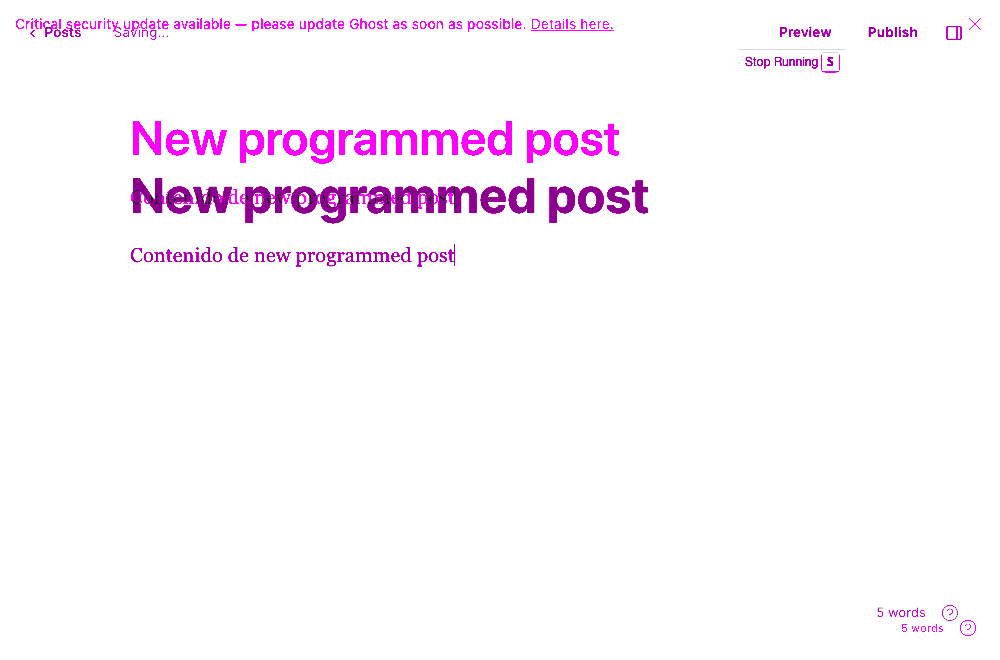 Critical security update available — please update Ghost as soon as possible. Details here.
Posts Saving... Preview Publish
Stop Running S
New programmed post
Contenido de new programmed post
New programmed post
Contenido de new programmed post
5 words ?
5 words ?